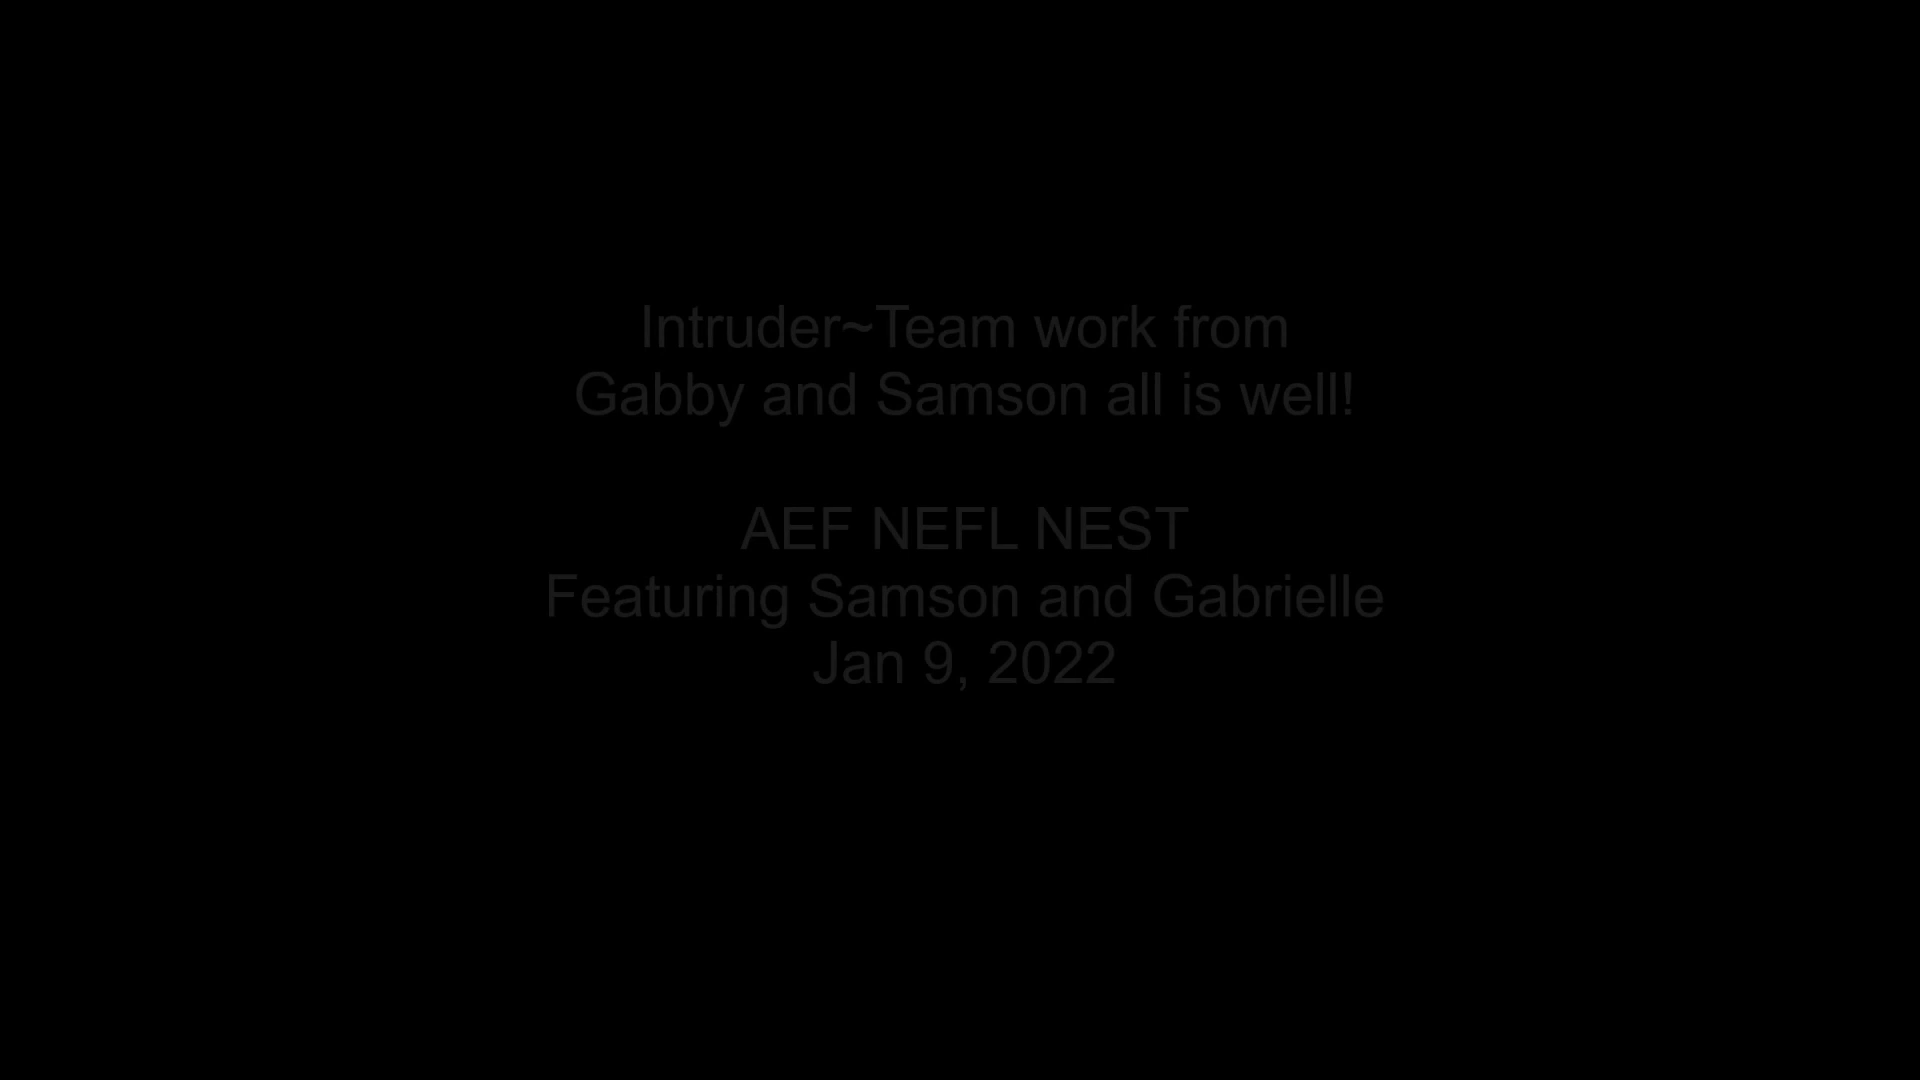 Intruder~Team work from
Gabby and Samson all is well!
AEF NEFL NEST
Featuring Samson and Gabrielle
Jan 9, 2022